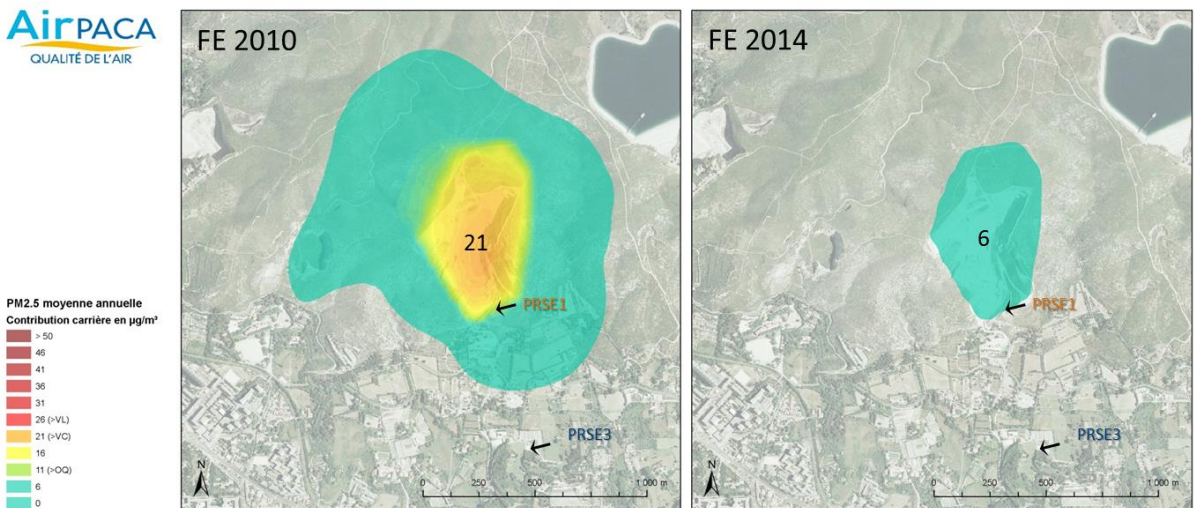 Air PACA
QUALITÉ DE L'AIR
PM2.5 moyenne annuelle
Contribution carrière en µg/m³
> 50
46
41
36
31
26 (>VL)
21 (>VC)
16
11 (>OQ)
6
0
FE 2010
21
PRSE1
PRSE3
N
0 250 500 1 000 m
FE 2014
6
PRSE1
PRSE3
N
0 250 500 1 000 m